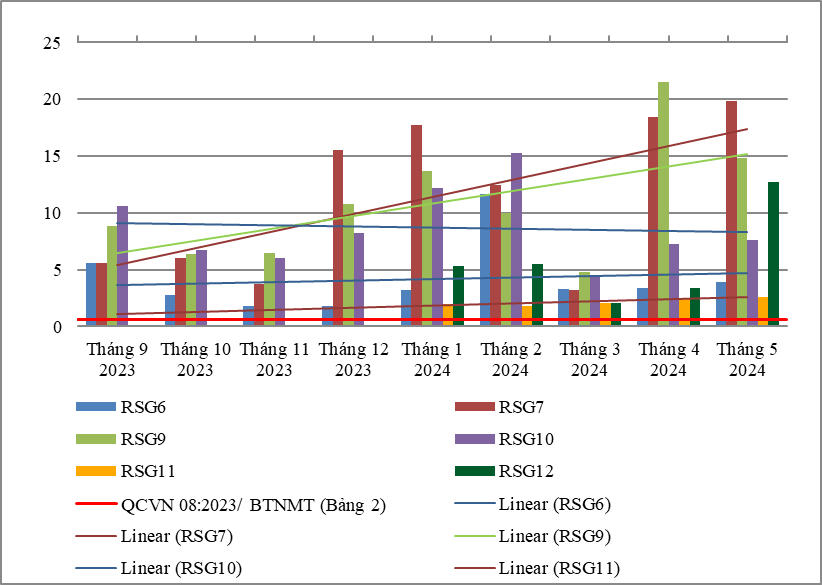 25
20
15
10
5
0
Tháng 9 Tháng 10 Tháng 11 Tháng 12 Tháng 1 Tháng 2 Tháng 3 Tháng 4 Tháng 5
2023 2023 2023 2023 2024 2024 2024 2024 2024
RSG6 RSG7
RSG9 RSG10
RSG11 RSG12
QCVN 08:2023/ BTNMT (Bảng 2) Linear (RSG6)
Linear (RSG7) Linear (RSG9)
Linear (RSG10) Linear (RSG11)